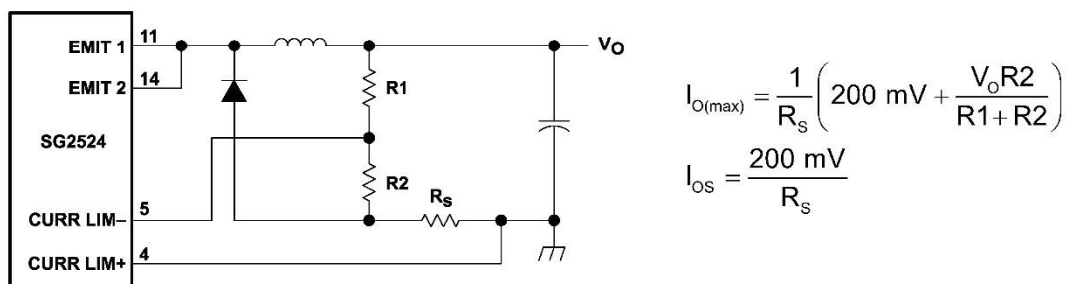 EMIT 1
11
EMIT 2
14
SG2524
CURR LIM–
5
CURR LIM+
4
R1
R2
Rs
VO
IO(max) = 1/RS (200 mV + VOR2/(R1+R2))
IOS = 200 mV/RS